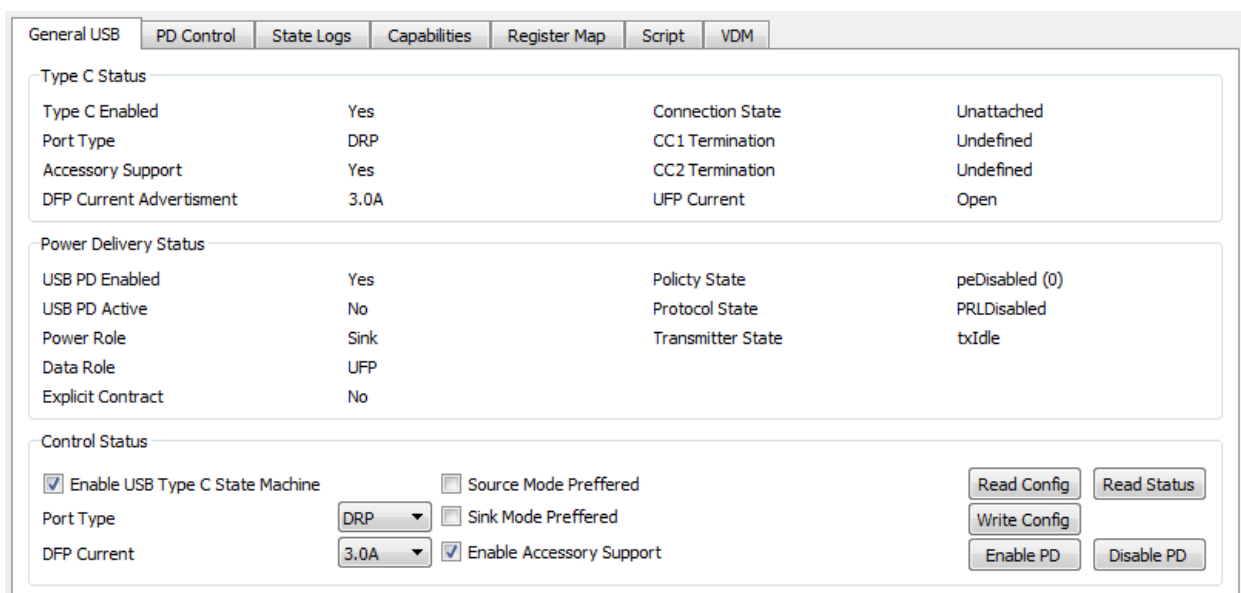 General USB PD Control State Logs Capabilities Register Map Script VDM
Type C Status
Type C Enabled Yes Connection State Unattached
Port Type DRP CC1 Termination Undefined
Accessory Support Yes CC2 Termination Undefined
DFP Current Advertisment 3.0A UFP Current Open
Power Delivery Status
USB PD Enabled Yes Policty State peDisabled (0)
USB PD Active No Protocol State PRLDisabled
Power Role Sink Transmitter State txIdle
Data Role UFP
Explicit Contract No
Control Status
Enable USB Type C State Machine Source Mode Preffered Read Config Read Status
Port Type DRP Sink Mode Preffered Write Config
DFP Current 3.0A Enable Accessory Support Enable PD Disable PD